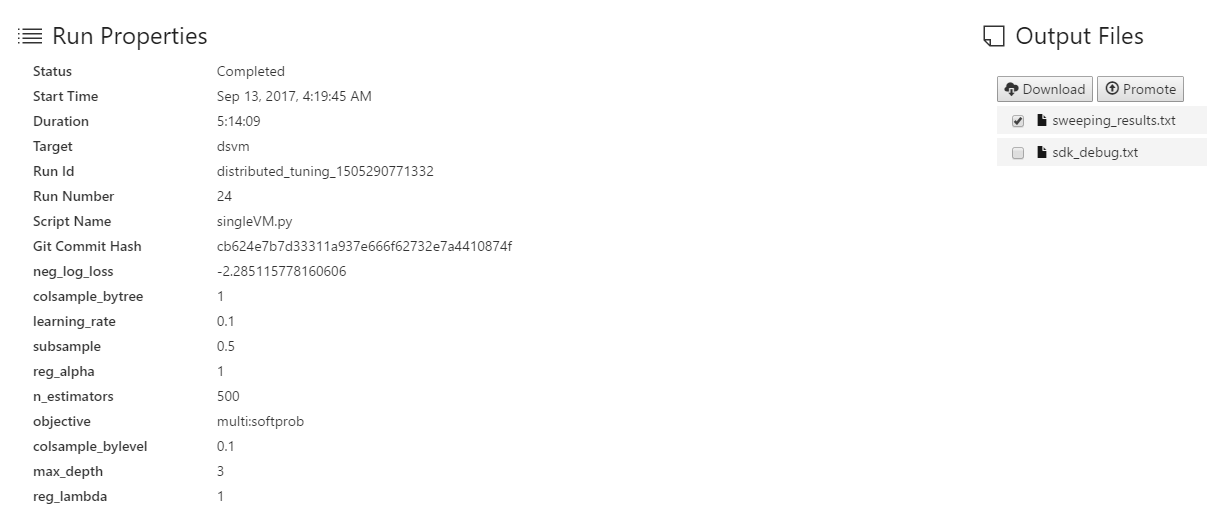 Run Properties
Status Completed
Start Time Sep 13, 2017, 4:19:45 AM
Duration 5:14:09
Target dsvm
Run Id distributed_tuning_1505290771332
Run Number 24
Script Name singleVM.py
Git Commit Hash cb624e7b7d33311a937e666f62732e7a4410874f
neg_log_loss -2.285115778160606
colsample_bytree 1
learning_rate 0.1
subsample 0.5
reg_alpha 1
n_estimators 500
objective multi:softprob
colsample_bylevel 0.1
max_depth 3
reg_lambda 1
Output Files
Download Promote
sweeping_results.txt
sdk_debug.txt